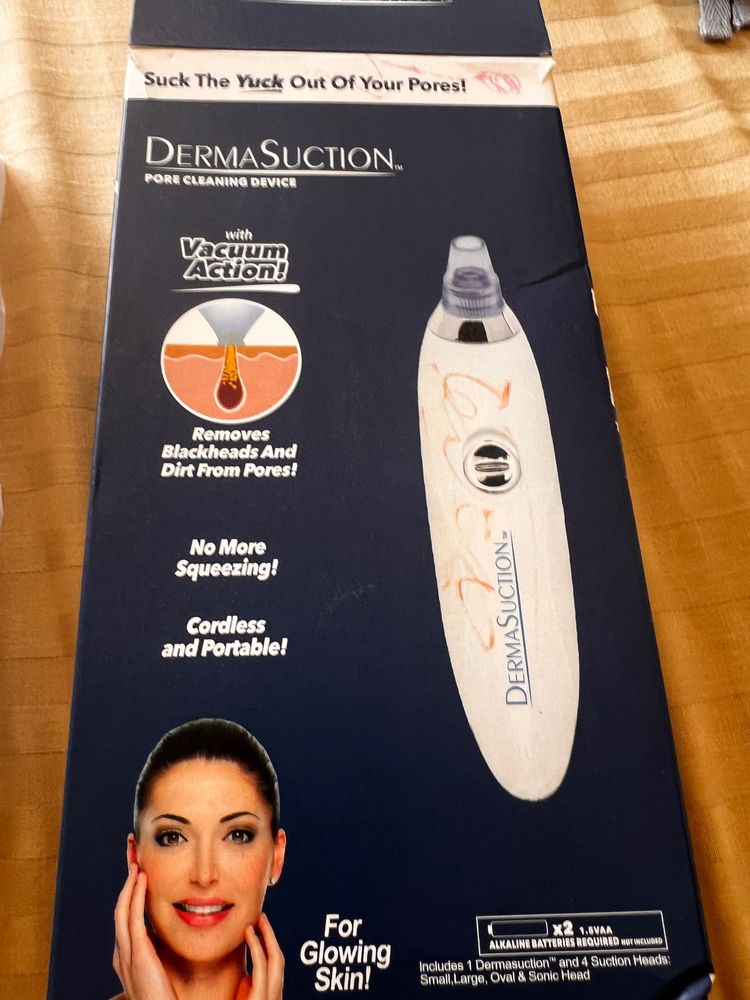 Suck The Yuck Out Of Your Pores!
DERMASUCTION™
PORE CLEANING DEVICE
with
Vacuum
Action!
Removes
Blackheads And
Dirt From Pores!
No More
Squeezing!
Cordless
and Portable!
DERMASUCTION™
For
Glowing
Skin!
x2 1.5VAA
ALKALINE BATTERIES REQUIRED NOT INCLUDED
Includes 1 Dermasuction™ and 4 Suction Heads:
Small,Large, Oval & Sonic Head